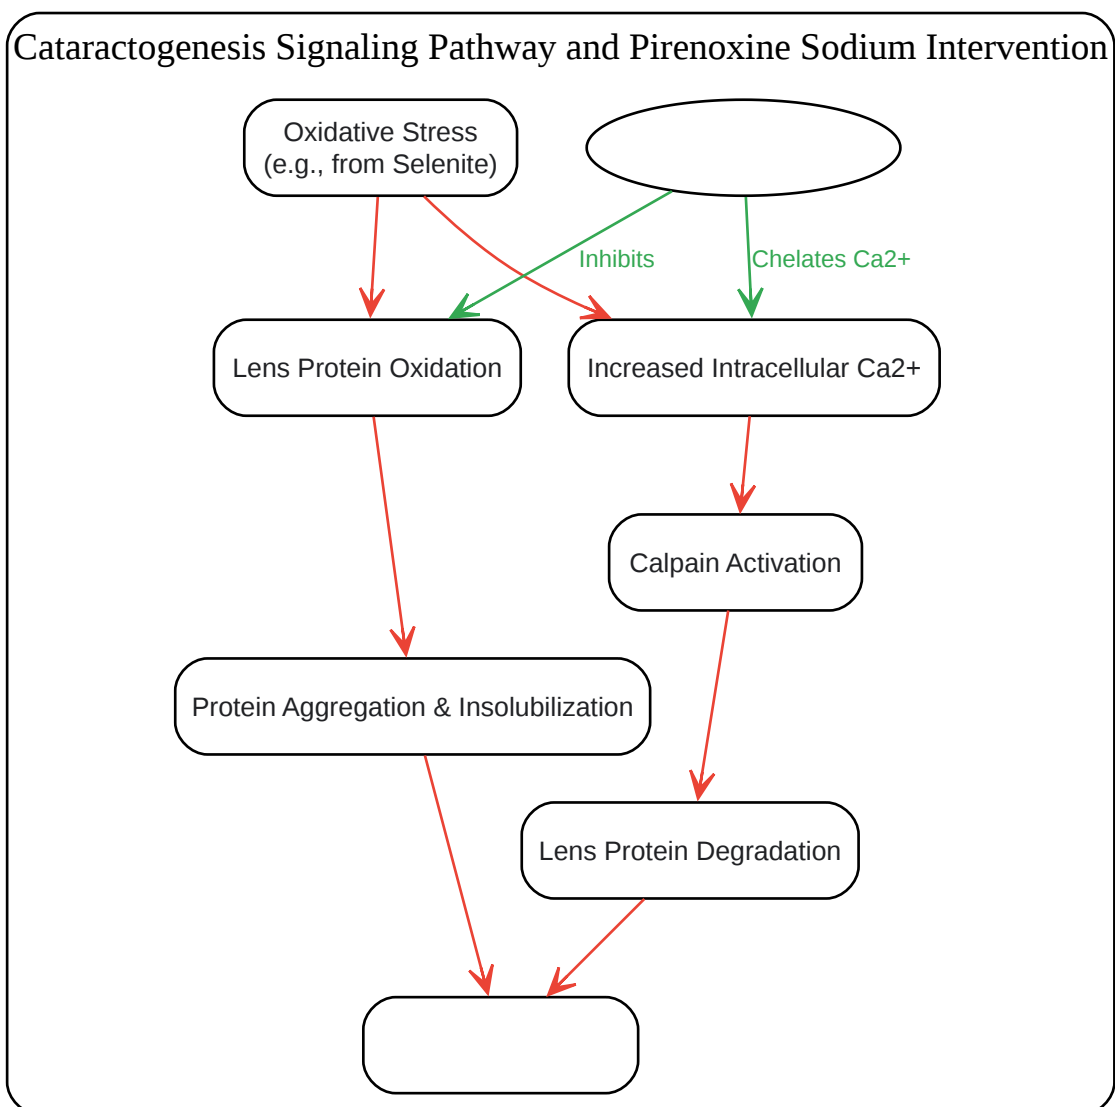 Cataractogenesis Signaling Pathway and Pirenoxine Sodium Intervention
Oxidative Stress
(e.g., from Selenite)
Inhibits
Chelates Ca2+
Lens Protein Oxidation
Increased Intracellular Ca2+
Calpain Activation
Protein Aggregation & Insolubilization
Lens Protein Degradation